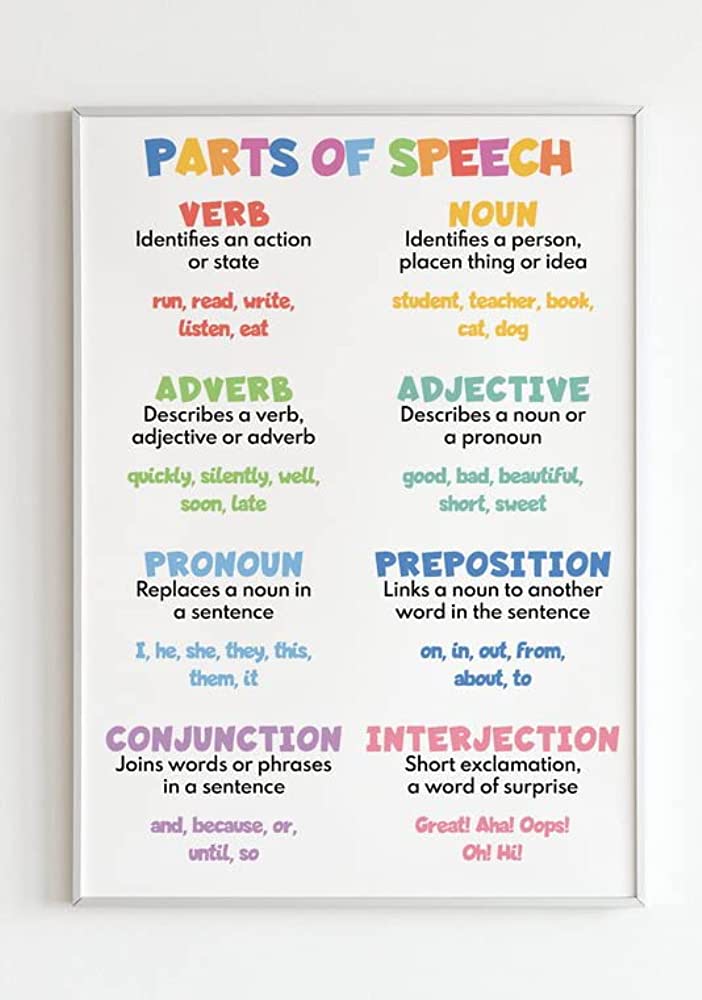 PARTS OF SPEECH
VERB
Identifies an action
or state
run, read, write,
listen, eat
NOUN
Identifies a person,
placen thing or idea
student, teacher, book,
cat, dog
ADVERB
Describes a verb,
adjective or adverb
quickly, silently, well,
soon, late
ADJECTIVE
Describes a noun or
a pronoun
good, bad, beautiful,
short, sweet
PRONOUN
Replaces a noun in
a sentence
I, he, she, they, this,
them, it
PREPOSITION
Links a noun to another
word in the sentence
on, in, out, from,
about, to
CONJUNCTION
Joins words or phrases
in a sentence
and, because, or,
until, so
INTERJECTION
Short exclamation,
a word of surprise
Great! Aha! Oops!
Oh! Hi!